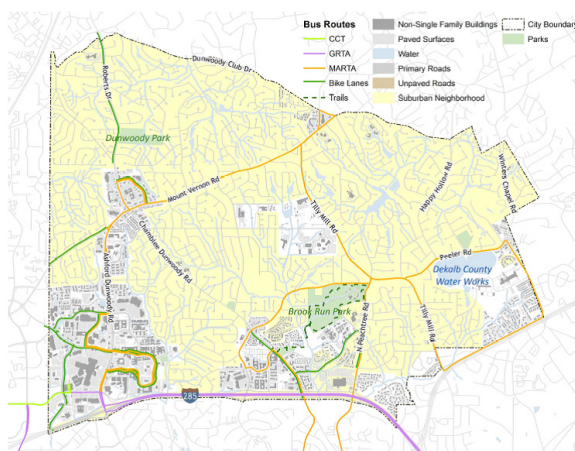 Bus Routes
CCT
GRTA
MARTA
Bike Lanes
Trails
Non-Single Family Buildings
Paved Surfaces
Water
Primary Roads
Unpaved Roads
Suburban Neighborhood
City Boundary
Parks
Dunwoody Club Dr
Roberts Dr
Dunwoody Park
Mount Vernon Rd
Chamblee Dunwoody Rd
Ashford Dunwoody Rd
Tilly Mill Rd
Happy Hollow Rd
Winters Chapel Rd
Peeler Rd
Dekalb County
Water Works
Brook Run Park
N Peachtree Rd
Tilly Mill Rd
285